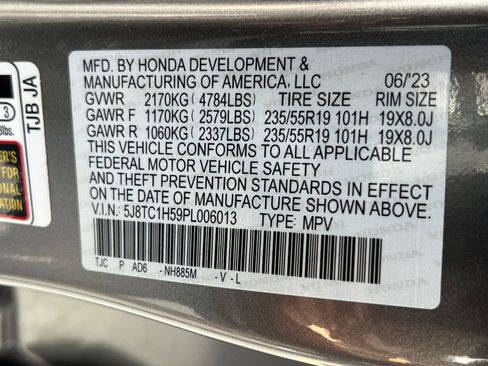 MFD. BY HONDA DEVELOPMENT &
MANUFACTURING OF AMERICA, LLC 06/'23
GVWR 2170KG ( 4784LBS) TIRE SIZE RIM SIZE
GAWR F 1170KG ( 2579LBS) 235/55R19 101H 19X8.0J
GAWR R 1060KG ( 2337LBS) 235/55R19 101H 19X8.0J
THIS VEHICLE CONFORMS TO ALL APPLICABLE
FEDERAL MOTOR VEHICLE SAFETY
AND THEFT PREVENTION STANDARDS IN EFFECT
ON THE DATE OF MANUFACTURE SHOWN ABOVE.
V.I.N.: 5J8TC1H59PL006013 TYPE: MPV
TJC P AD6 -NH885M -V-L
TJB JA
3
lbs.